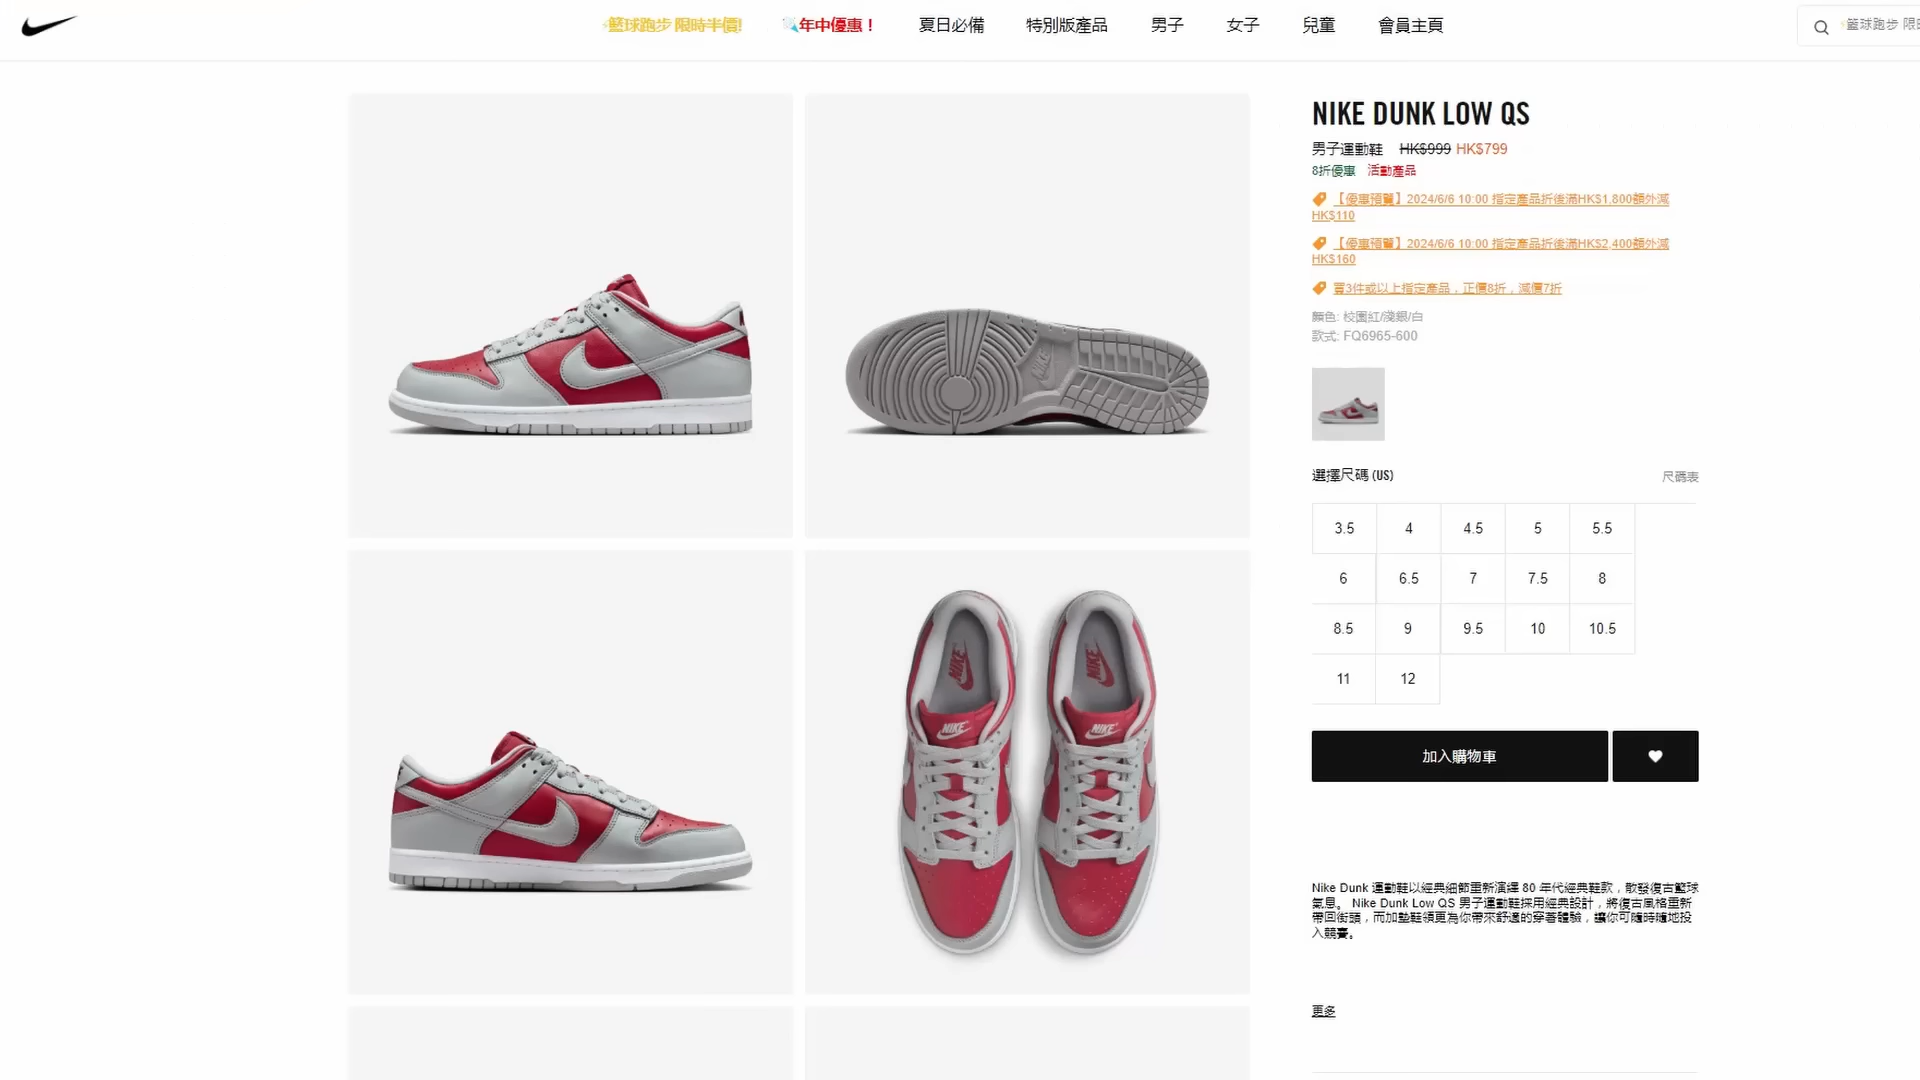 籃球跑步 限時半價!
年中優惠！
夏日必備
特別版產品
男子
女子
兒童
會員主頁
籃球跑步 限
NIKE DUNK LOW QS
男子運動鞋 HK$999 HK$799
8折優惠 活動產品
【優惠預覽】2024/6/6 10:00 指定產品折後滿HK$1,800額外減
HK$110
【優惠預覽】2024/6/6 10:00 指定產品折後滿HK$2,400額外減
HK$160
買3件或以上指定產品，正價8折，減價7折
顏色: 校園紅/淺銀/白
款式: FQ6965-600
選擇尺碼 (US)
尺碼表
3.5 4 4.5 5 5.5
6 6.5 7 7.5 8
8.5 9 9.5 10 10.5
11 12
加入購物車
Nike Dunk 運動鞋以經典細節重新演繹 80 年代經典鞋款，散發復古籃球
氣息。 Nike Dunk Low QS 男子運動鞋採用經典設計，將復古風格重新
帶回街頭，而加墊鞋領更為你帶來舒適的穿著體驗，讓你可隨時隨地投
入競賽。
更多
NIKE
NIKE
NIKE
NIKE
NIKE